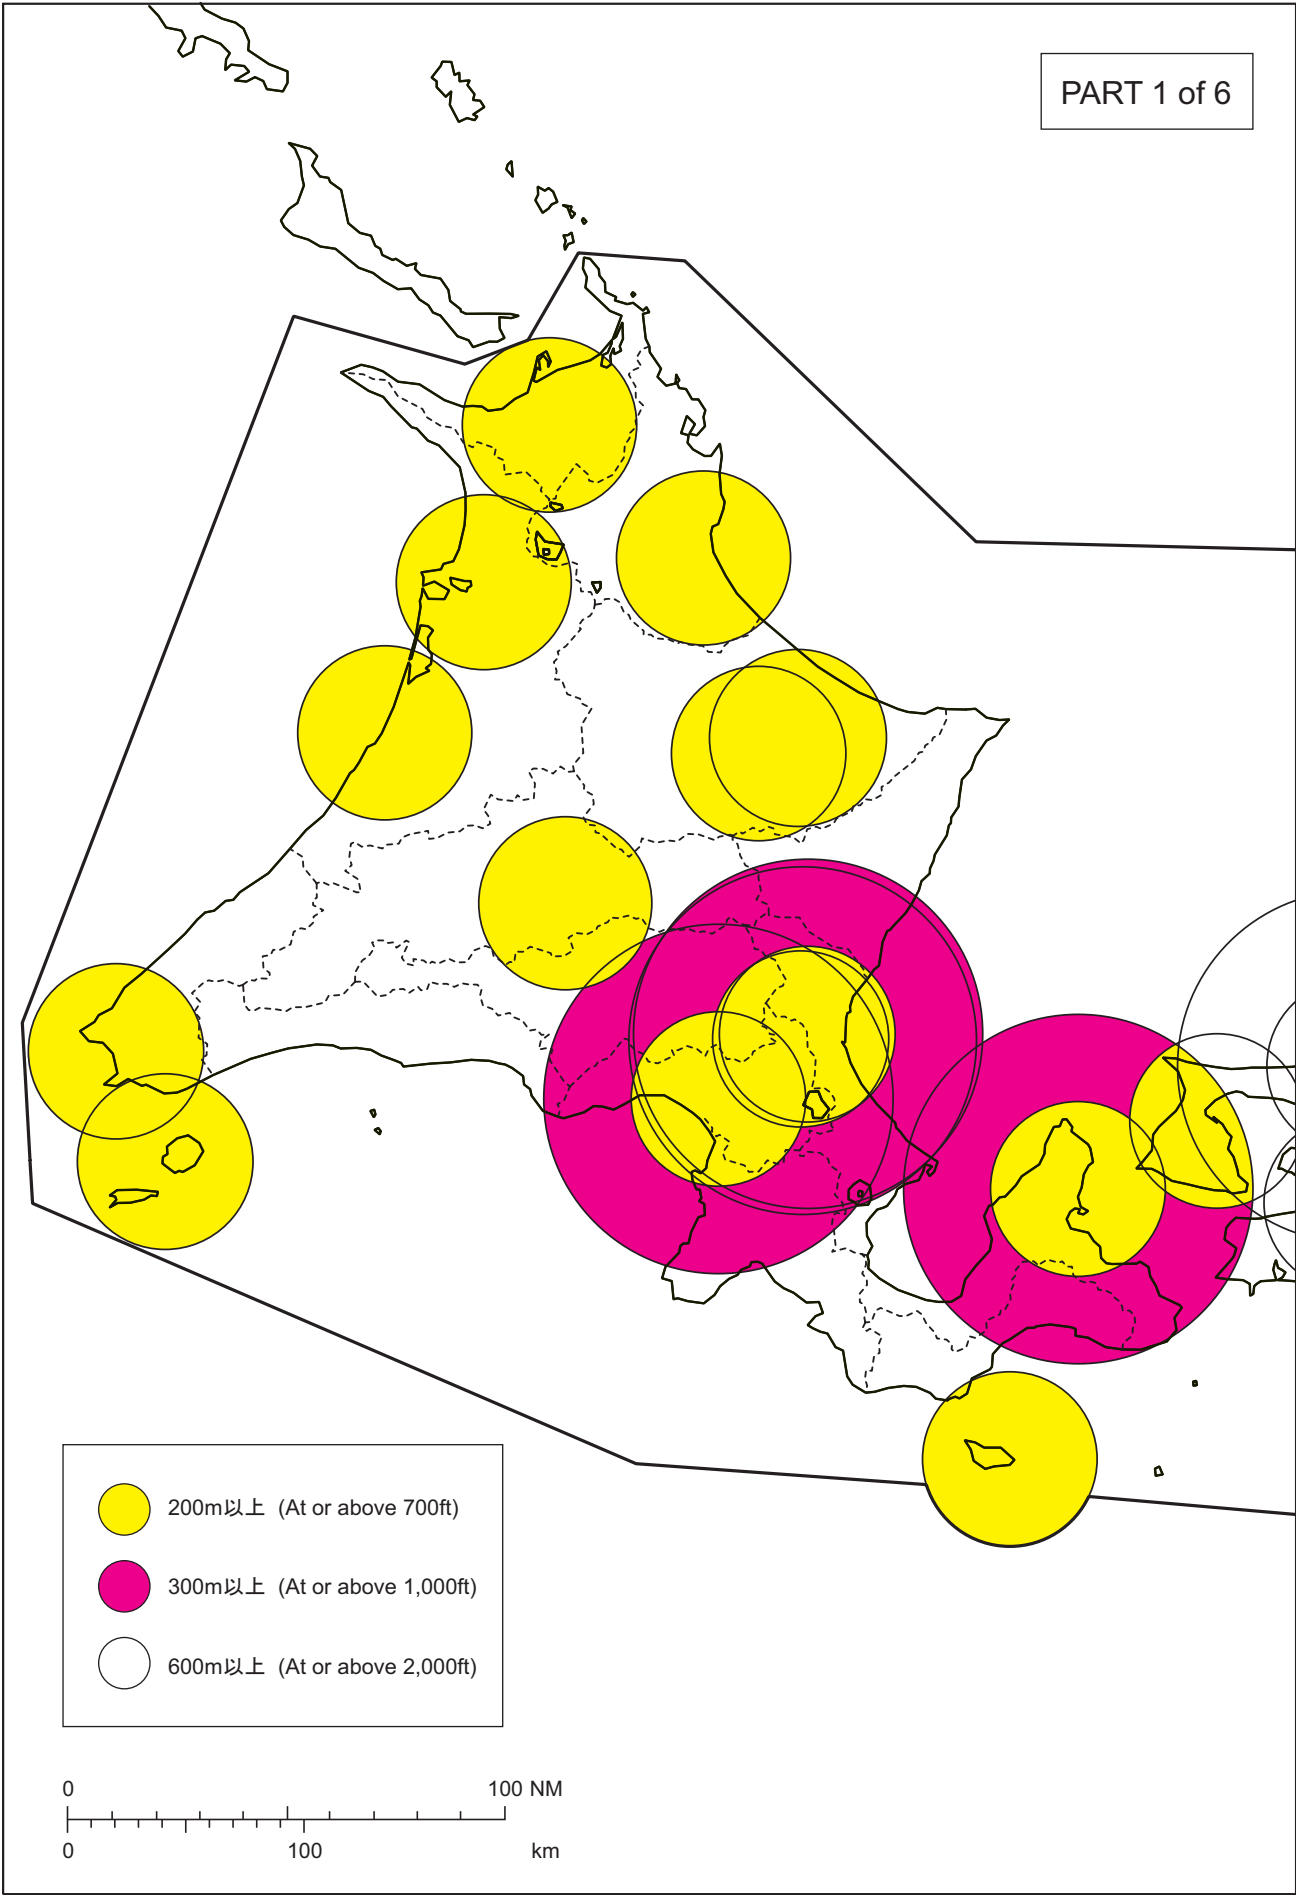 PART 1 of 6
200m以上 (At or above 700ft)
300m以上 (At or above 1,000ft)
600m以上 (At or above 2,000ft)
0 100 NM
0 100 km